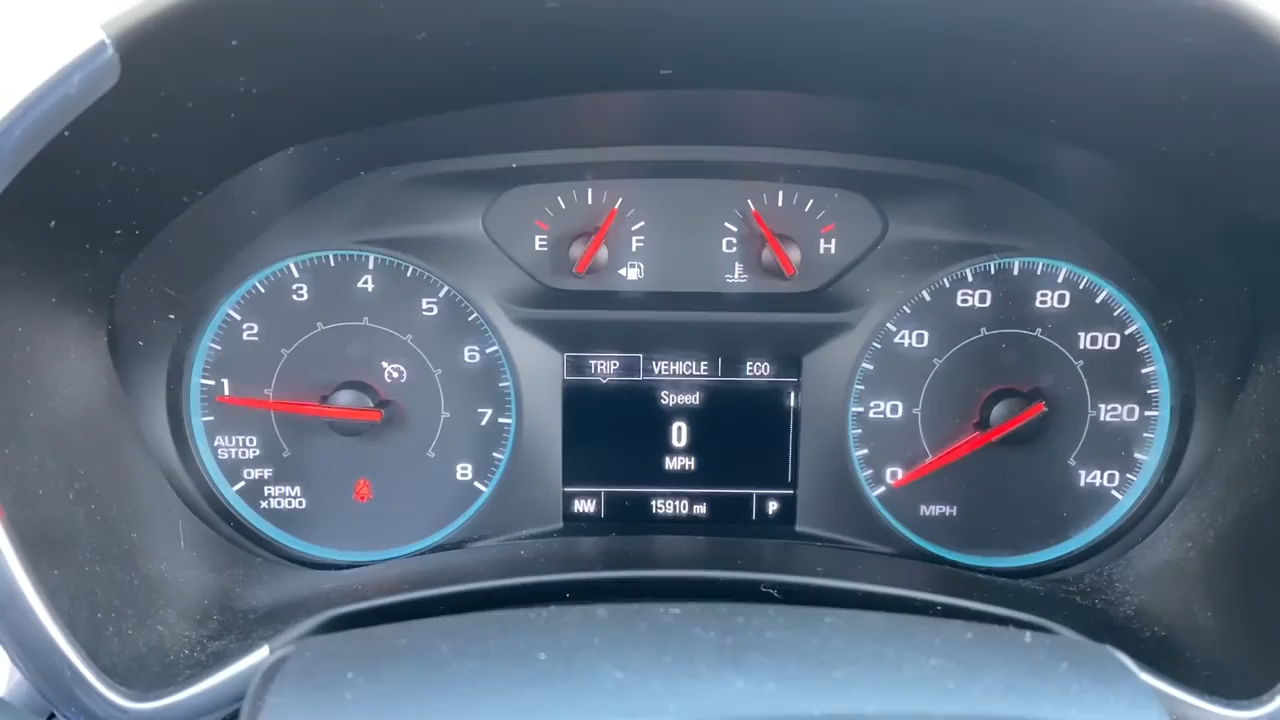 E F
C H
1 2 3 4 5 6 7 8
AUTO
STOP
OFF
RPM
x1000
TRIP VEHICLE ECO
Speed
0
MPH
NW 15910 mi P
0 20 40 60 80 100 120 140
MPH